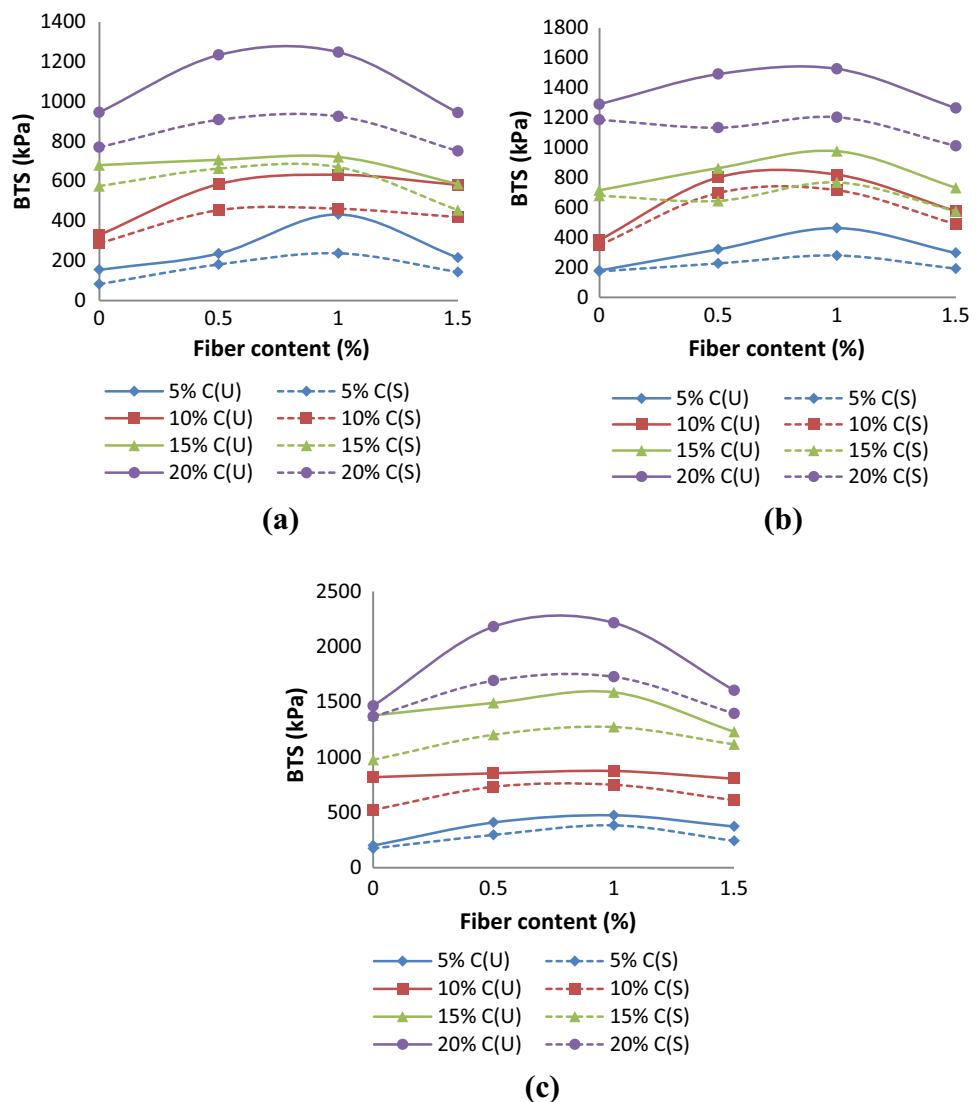 1400
1200
1000
800
600
400
200
0
BTS (kPa)
0 0.5 1 1.5
Fiber content (%)
5% C(U) 5% C(S)
10% C(U) 10% C(S)
15% C(U) 15% C(S)
20% C(U) 20% C(S)
(a)
1800
1600
1400
1200
1000
800
600
400
200
0
BTS (kPa)
0 0.5 1 1.5
Fiber content (%)
5% C(U) 5% C(S)
10% C(U) 10% C(S)
15% C(U) 15% C(S)
20% C(U) 20% C(S)
(b)
2500
2000
1500
1000
500
0
BTS (kPa)
0 0.5 1 1.5
Fiber content (%)
5% C(U) 5% C(S)
10% C(U) 10% C(S)
15% C(U) 15% C(S)
20% C(U) 20% C(S)
(c)